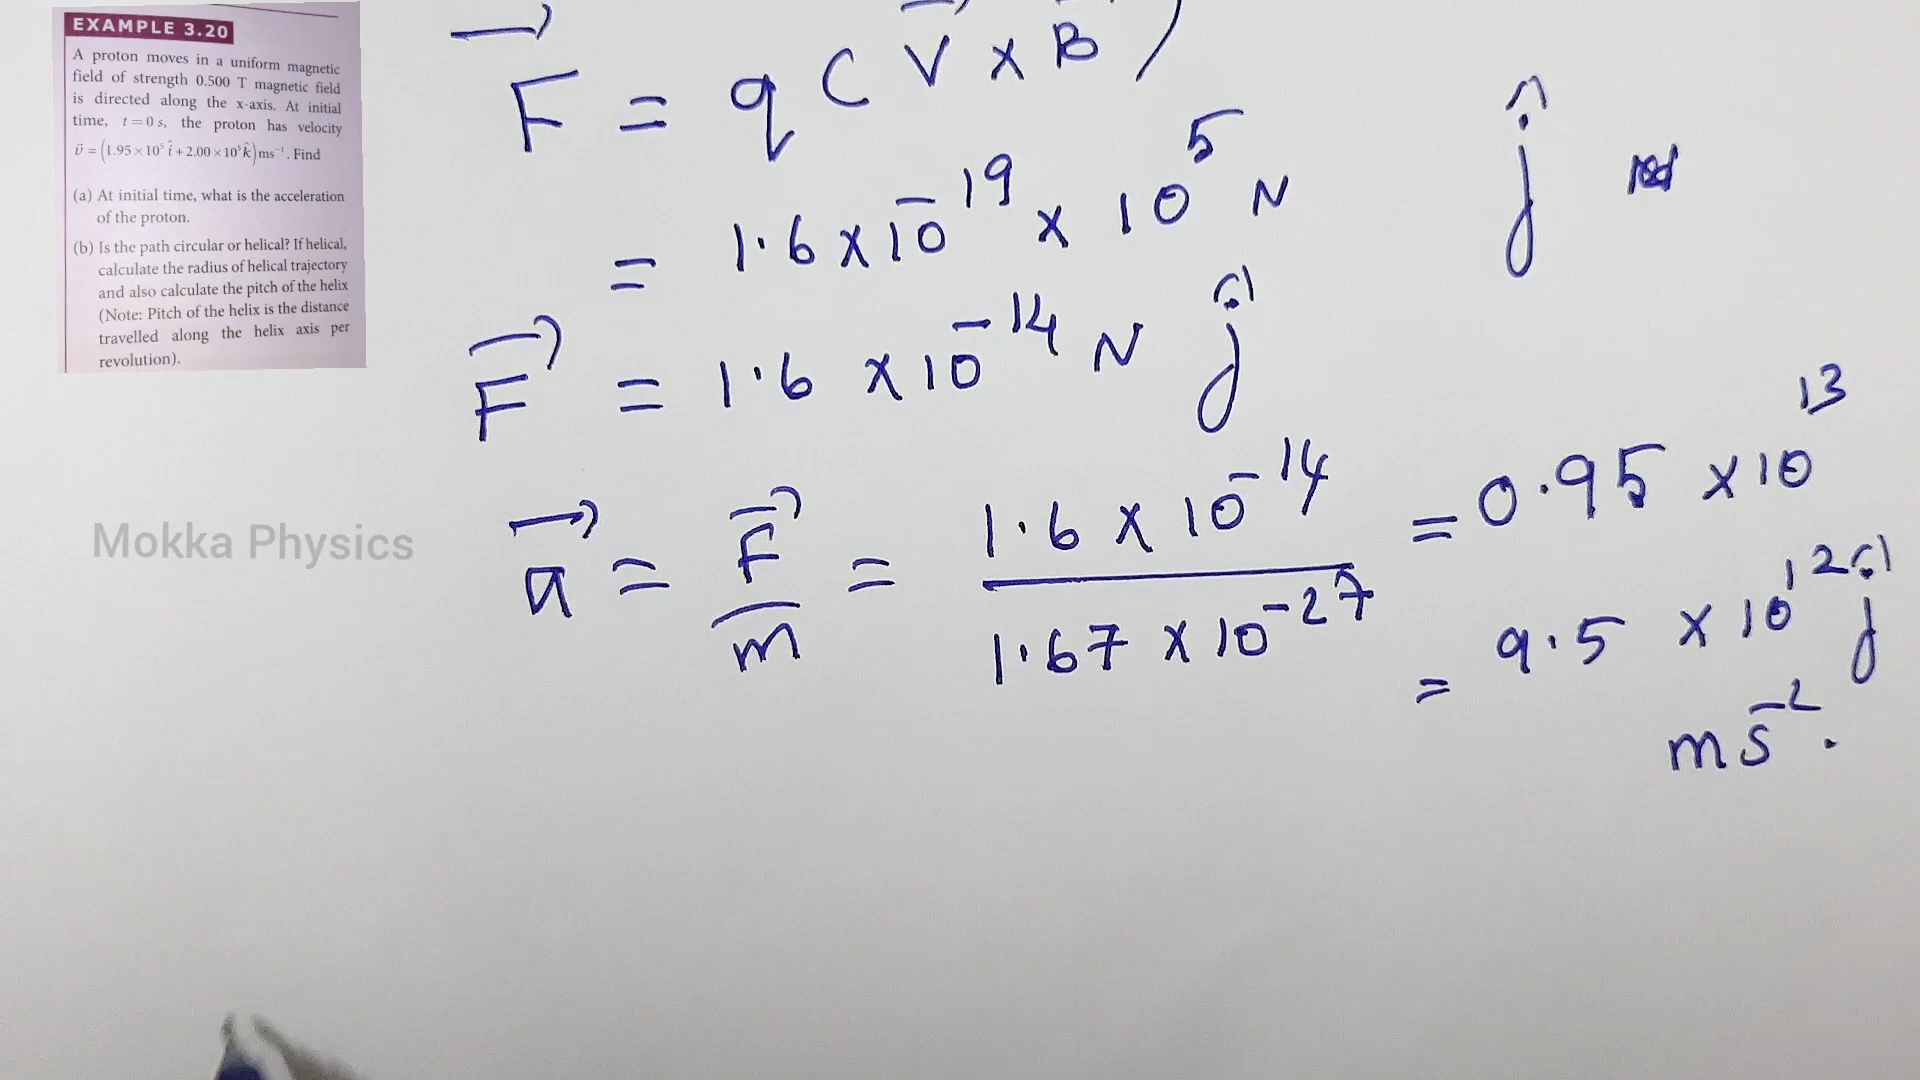 EXAMPLE 3.20
A proton moves in a uniform magnetic
field of strength 0.500 T magnetic field
is directed along the x-axis. At initial
time, t = 0 s, the proton has velocity
v⃗ = (1.95 × 10⁵ î + 2.00 × 10⁵ k̂) ms⁻¹. Find
(a) At initial time, what is the acceleration
of the proton.
(b) Is the path circular or helical? If helical,
calculate the radius of helical trajectory
and also calculate the pitch of the helix
(Note: Pitch of the helix is the distance
travelled along the helix axis per
revolution).
Mokka Physics
F⃗ = q (V⃗ × B⃗)
= 1.6 × 10⁻¹⁹ × 10⁵ N ĵ
F⃗ = 1.6 × 10⁻¹⁴ N ĵ
a⃗ = F⃗/m = 1.6 × 10⁻¹⁴ / 1.67 × 10⁻²⁷ = 0.95 × 10¹³
= 9.5 × 10¹² ĵ
ms⁻².